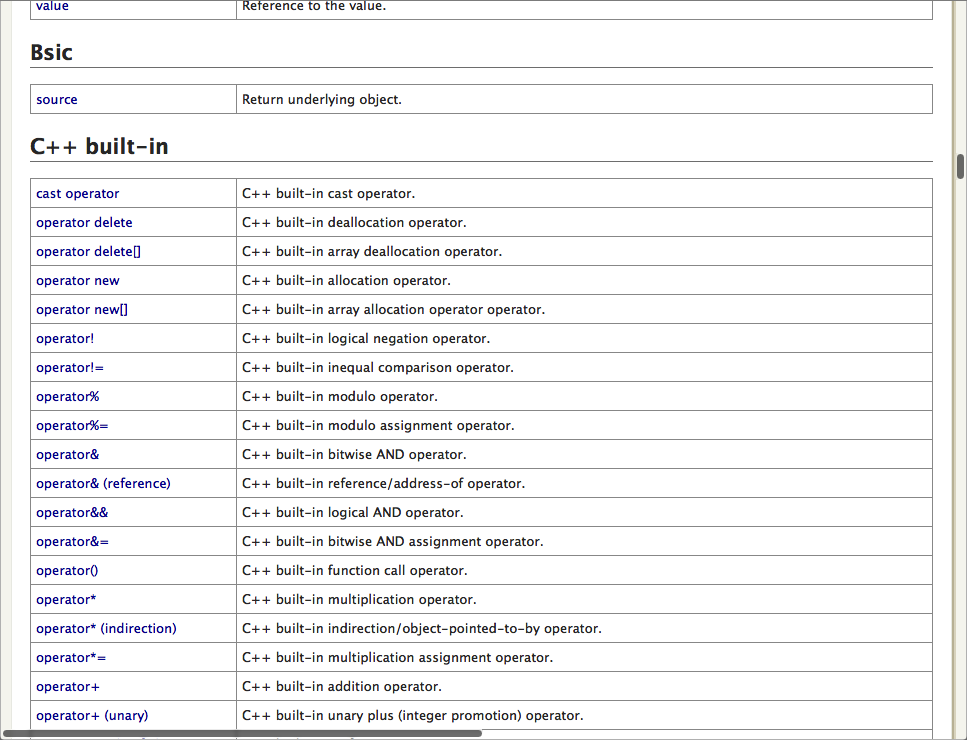 value Reference to the value.
Bsic
source Return underlying object.
C++ built-in
cast operator C++ built-in cast operator.
operator delete C++ built-in deallocation operator.
operator delete[] C++ built-in array deallocation operator.
operator new C++ built-in allocation operator.
operator new[] C++ built-in array allocation operator operator.
operator! C++ built-in logical negation operator.
operator!= C++ built-in inequal comparison operator.
operator% C++ built-in modulo operator.
operator%= C++ built-in modulo assignment operator.
operator& C++ built-in bitwise AND operator.
operator& (reference) C++ built-in reference/address-of operator.
operator&& C++ built-in logical AND operator.
operator&= C++ built-in bitwise AND assignment operator.
operator() C++ built-in function call operator.
operator* C++ built-in multiplication operator.
operator* (indirection) C++ built-in indirection/object-pointed-to-by operator.
operator*= C++ built-in multiplication assignment operator.
operator+ C++ built-in addition operator.
operator+ (unary) C++ built-in unary plus (integer promotion) operator.